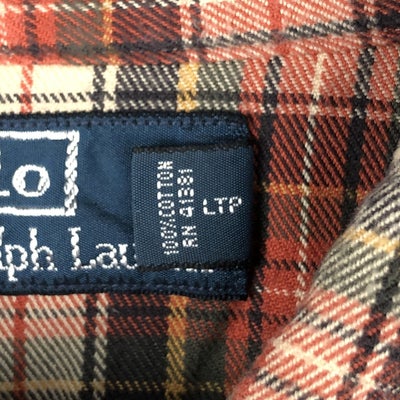 lo
lph Lau
100% COTTON
RN 41381
LTP